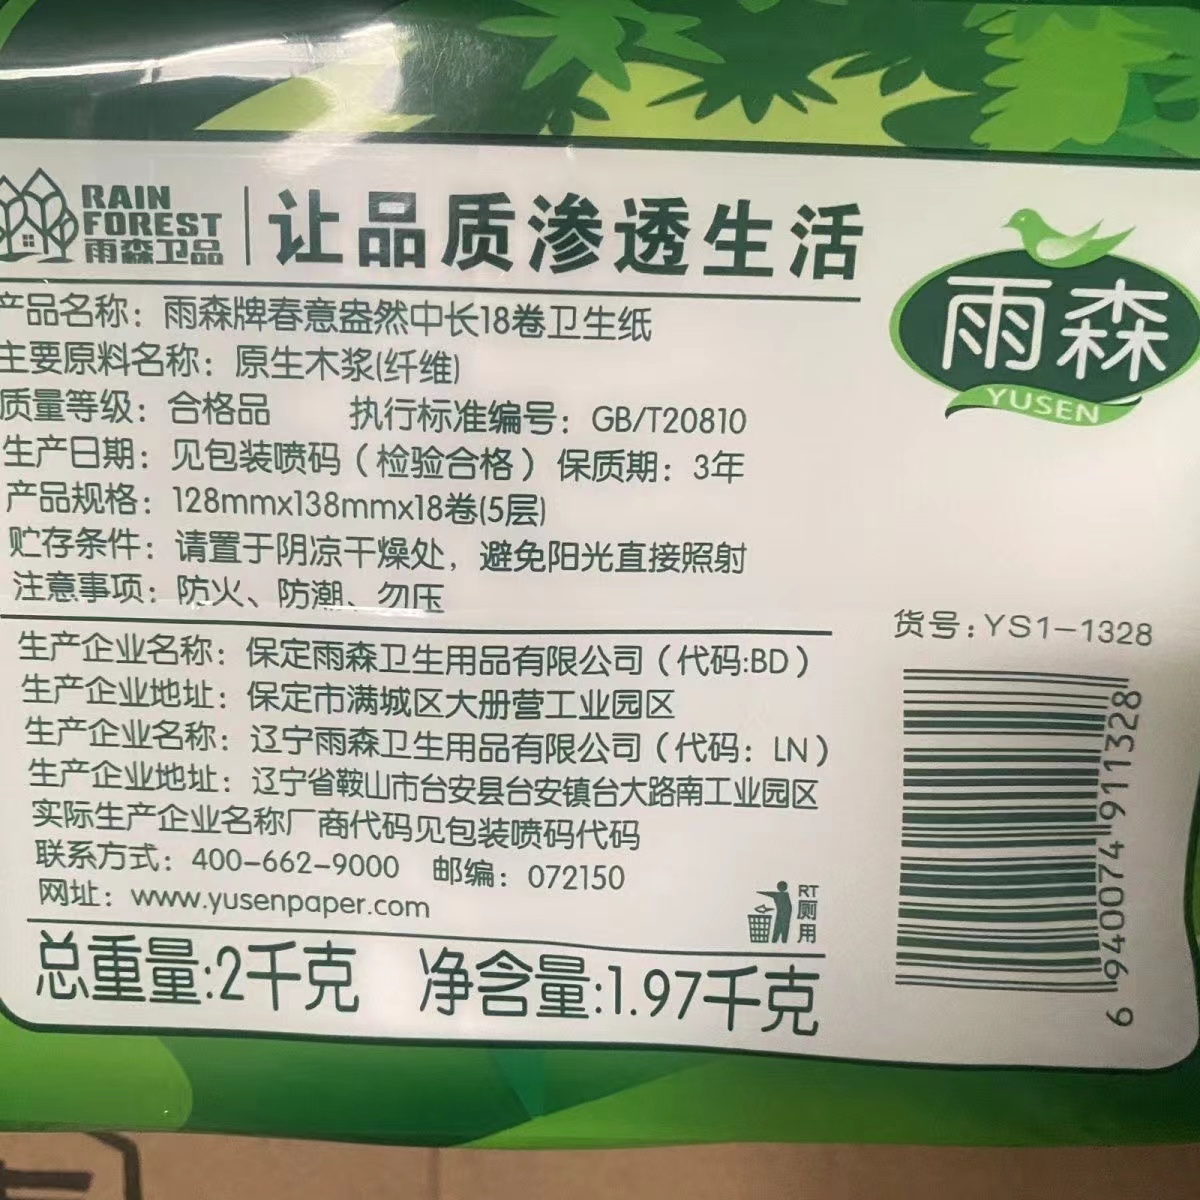 RAIN
FOREST
雨森卫品
让品质渗透生活
雨森
YUSEN
产品名称：雨森牌春意盎然中长18卷卫生纸
主要原料名称：原生木浆(纤维)
质量等级：合格品 执行标准编号：GB/T20810
生产日期：见包装喷码（检验合格）保质期：3年
产品规格：128mmx138mmx18卷(5层)
贮存条件：请置于阴凉干燥处，避免阳光直接照射
注意事项：防火、防潮、勿压
生产企业名称：保定雨森卫生用品有限公司（代码:BD）
生产企业地址：保定市满城区大册营工业园区
生产企业名称：辽宁雨森卫生用品有限公司（代码：LN）
生产企业地址：辽宁省鞍山市台安县台安镇台大路南工业园区
实际生产企业名称厂商代码见包装喷码代码
联系方式：400-662-9000 邮编：072150
网址：www.yusenpaper.com
RT
厕
用
总重量:2千克 净含量:1.97千克
货号:YS1-1328
6 940074 911328